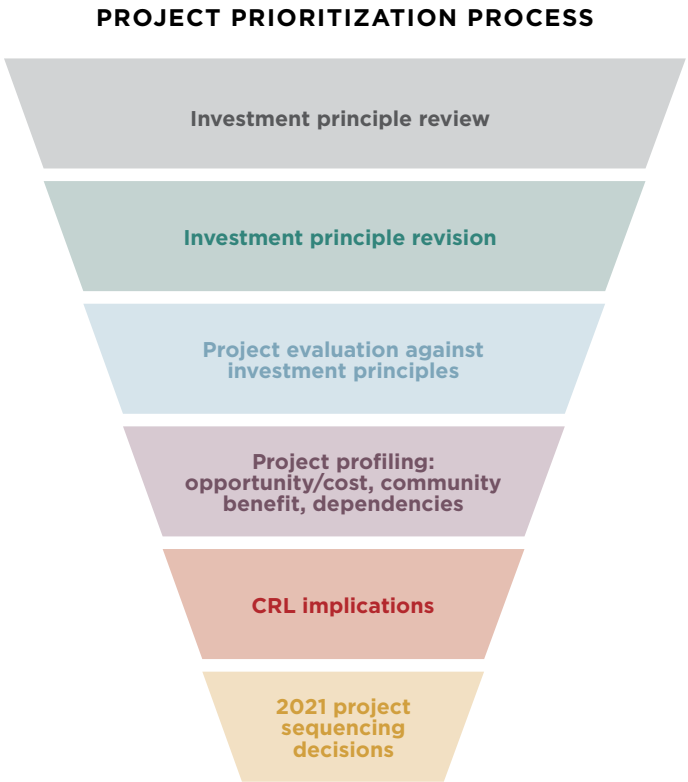 PROJECT PRIORITIZATION PROCESS
Investment principle review
Investment principle revision
Project evaluation against
investment principles
Project profiling:
opportunity/cost, community
benefit, dependencies
CRL implications
2021 project
sequencing
decisions